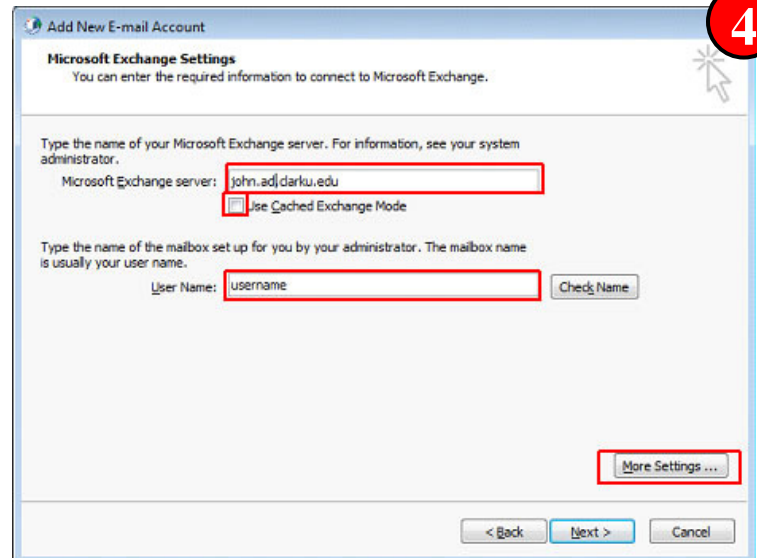 Add New E-mail Account
4
Microsoft Exchange Settings
You can enter the required information to connect to Microsoft Exchange.
Type the name of your Microsoft Exchange server. For information, see your system
administrator.
Microsoft Exchange server: john.ad.clarku.edu
Use Cached Exchange Mode
Type the name of the mailbox set up for you by your administrator. The mailbox name
is usually your user name.
User Name: username Check Name
More Settings ...
< Back Next > Cancel